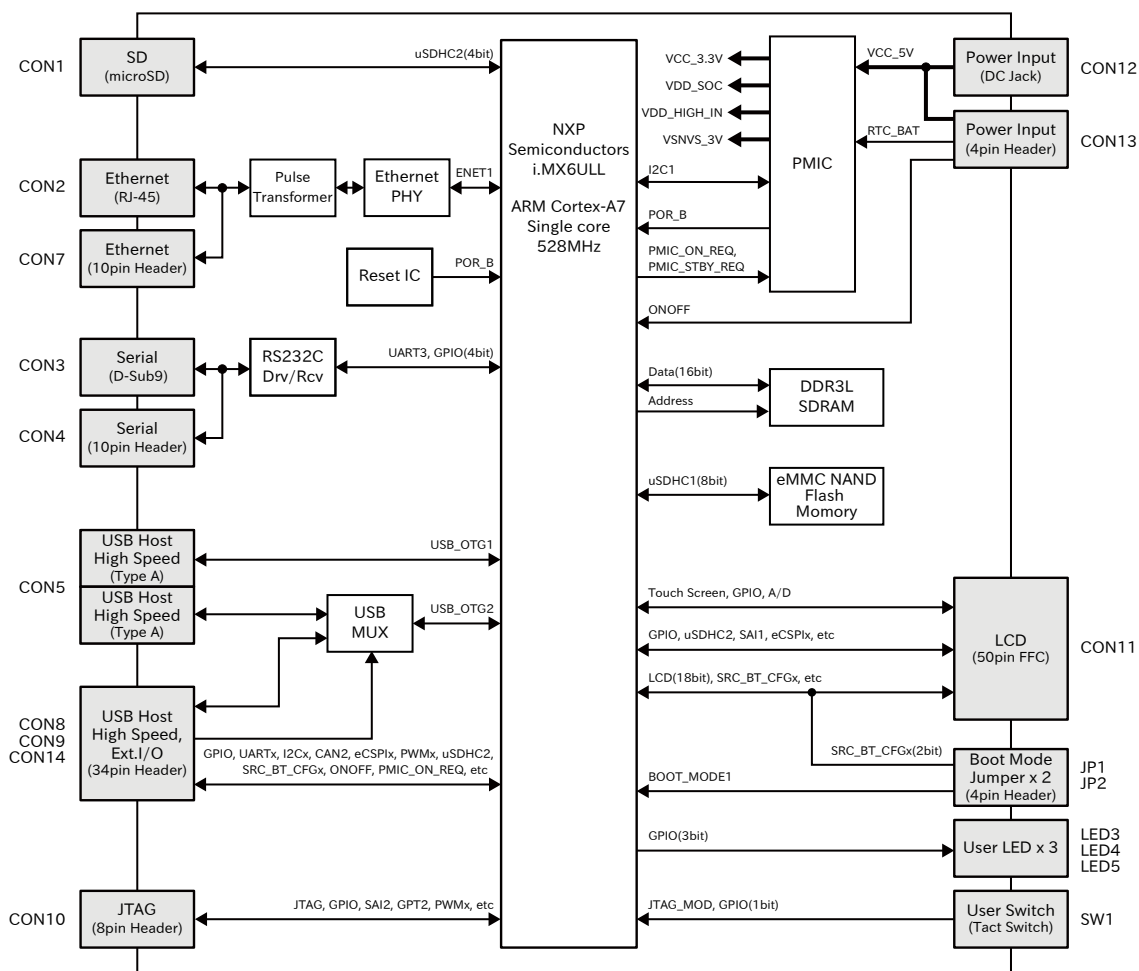 CON1
SD
(microSD)
uSDHC2(4bit)
CON2
Ethernet
(RJ-45)
Pulse
Transformer
Ethernet
PHY
ENET1
CON7
Ethernet
(10pin Header)
Reset IC
POR_B
CON3
Serial
(D-Sub9)
RS232C
Drv/Rcv
UART3, GPIO(4bit)
CON4
Serial
(10pin Header)
CON5
USB Host
High Speed
(Type A)
USB_OTG1
USB Host
High Speed
(Type A)
USB
MUX
USB_OTG2
CON8
CON9
CON14
USB Host
High Speed,
Ext.I/O
(34pin Header)
GPIO, UARTx, I2Cx, CAN2, eCSPIx, PWMx, uSDHC2,
SRC_BT_CFGx, ONOFF, PMIC_ON_REQ, etc
CON10
JTAG
(8pin Header)
JTAG, GPIO, SAI2, GPT2, PWMx, etc
NXP
Semiconductors
i.MX6ULL
ARM Cortex-A7
Single core
528MHz
VCC_3.3V
VDD_SOC
VDD_HIGH_IN
VSNVS_3V
I2C1
POR_B
PMIC_ON_REQ,
PMIC_STBY_REQ
ONOFF
PMIC
VCC_5V
RTC_BAT
Power Input
(DC Jack)
CON12
Power Input
(4pin Header)
CON13
Data(16bit)
Address
DDR3L
SDRAM
uSDHC1(8bit)
eMMC NAND
Flash
Momory
Touch Screen, GPIO, A/D
GPIO, uSDHC2, SAI1, eCSPIx, etc
LCD(18bit), SRC_BT_CFGx, etc
LCD
(50pin FFC)
CON11
SRC_BT_CFGx(2bit)
BOOT_MODE1
Boot Mode
Jumper x 2
(4pin Header)
JP1
JP2
GPIO(3bit)
User LED x 3
LED3
LED4
LED5
JTAG_MOD, GPIO(1bit)
User Switch
(Tact Switch)
SW1